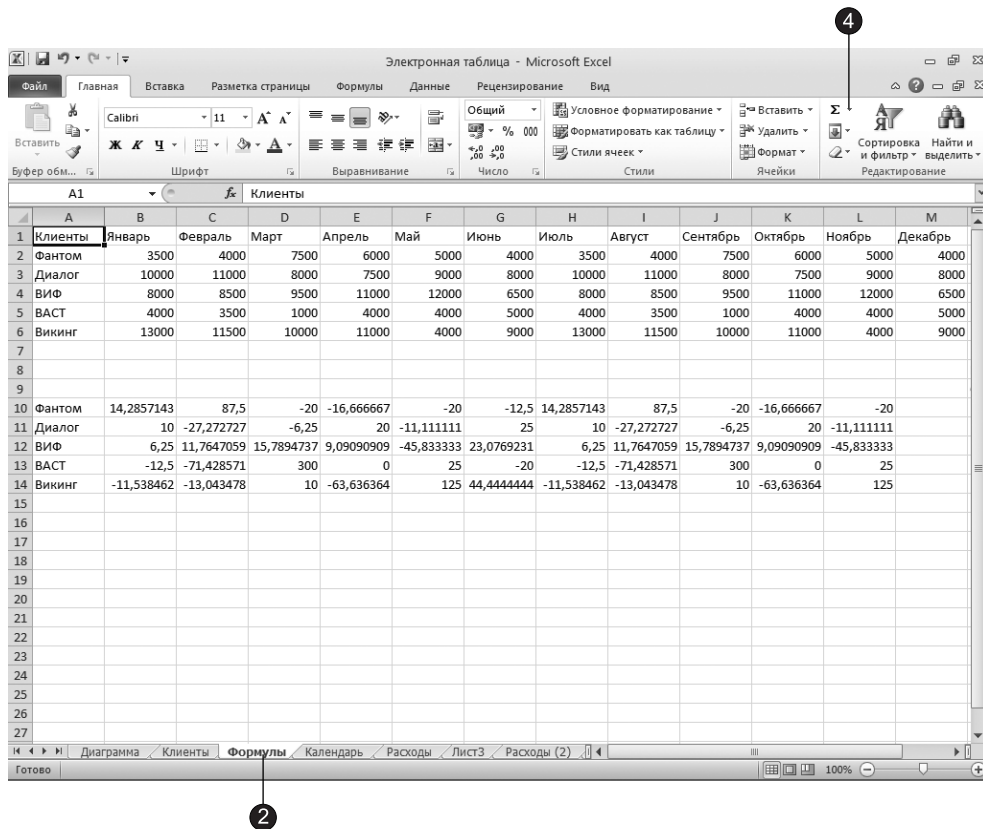 4
Электронная таблица - Microsoft Excel
Файл Главная Вставка Разметка страницы Формулы Данные Рецензирование Вид
Вставить
Calibri 11
Ж К Ч
Общий
% 000
Условное форматирование
Форматировать как таблицу
Стили ячеек
Вставить
Удалить
Формат
Σ
Сортировка и фильтр
Найти и выделить
Буфер обм... Шрифт Выравнивание Число Стили Ячейки Редактирование
A1 fx Клиенты
A B C D E F G H I J K L M
1 Клиенты Январь Февраль Март Апрель Май Июнь Июль Август Сентябрь Октябрь Ноябрь Декабрь
2 Фантом 3500 4000 7500 6000 5000 4000 3500 4000 7500 6000 5000 4000
3 Диалог 10000 11000 8000 7500 9000 8000 10000 11000 8000 7500 9000 8000
4 ВИФ 8000 8500 9500 11000 12000 6500 8000 8500 9500 11000 12000 6500
5 ВАСТ 4000 3500 1000 4000 4000 5000 4000 3500 1000 4000 4000 5000
6 Викинг 13000 11500 10000 11000 4000 9000 13000 11500 10000 11000 4000 9000
7
8
9
10 Фантом 14,2857143 87,5 -20 -16,666667 -20 -12,5 14,2857143 87,5 -20 -16,666667 -20
11 Диалог 10 -27,272727 -6,25 20 -11,111111 25 10 -27,272727 -6,25 20 -11,111111
12 ВИФ 6,25 11,7647059 15,7894737 9,09090909 -45,833333 23,0769231 6,25 11,7647059 15,7894737 9,09090909 -45,833333
13 ВАСТ -12,5 -71,428571 300 0 25 -20 -12,5 -71,428571 300 0 25
14 Викинг -11,538462 -13,043478 10 -63,636364 125 44,4444444 -11,538462 -13,043478 10 -63,636364 125
15
16
17
18
19
20
21
22
23
24
25
26
27
Диаграмма Клиенты Формулы Календарь Расходы Лист3 Расходы (2)
Готово 100%
2